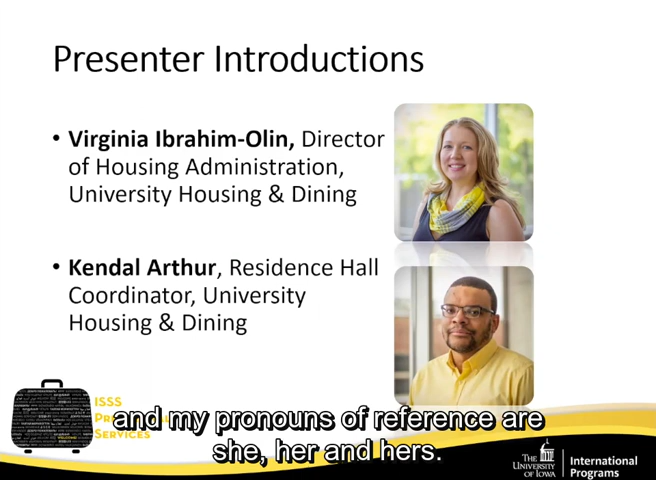 Presenter Introductions
• Virginia Ibrahim-Olin, Director
of Housing Administration,
University Housing & Dining
• Kendal Arthur, Residence Hall
Coordinator, University
Housing & Dining
ISSS
SERVICES
and my pronouns of reference are
she, her and hers.
THE
UNIVERSITY
OF IOWA
International
Programs